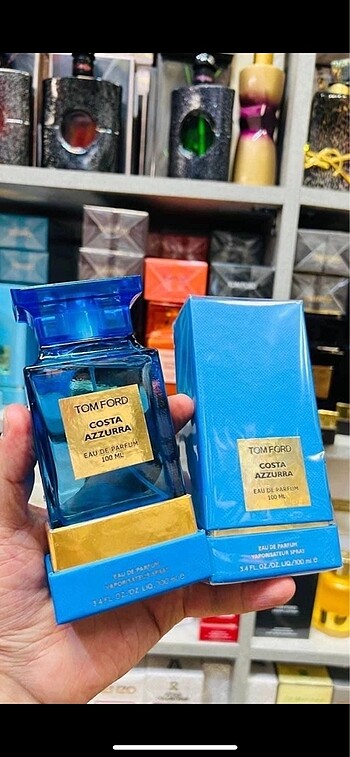 TOM FORD
COSTA
AZZURRA
EAU DE PARFUM
100 ML
EAU DE PARFUM
VAPORISATEUR SPRAY
3.4 FL.OZ./OZ. LIQ./100 ml ℮
TOM FORD
COSTA
AZZURRA
EAU DE PARFUM
100 ML
EAU DE PARFUM
VAPORISATEUR SPRAY
3.4 FL.OZ./OZ. LIQ./100 ml ℮